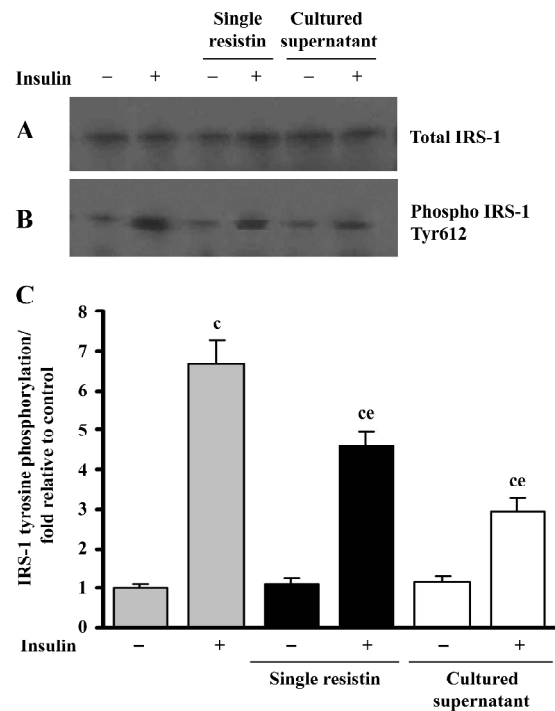 Single Cultured
resistin supernatant
Insulin – + – + – +
A Total IRS-1
B Phospho IRS-1
Tyr612
C
IRS-1 tyrosine phosphorylation/
fold relative to control
8
7
6
5
4
3
2
1
0
c
ce
ce
Insulin – + – + – +
Single resistin Cultured
supernatant